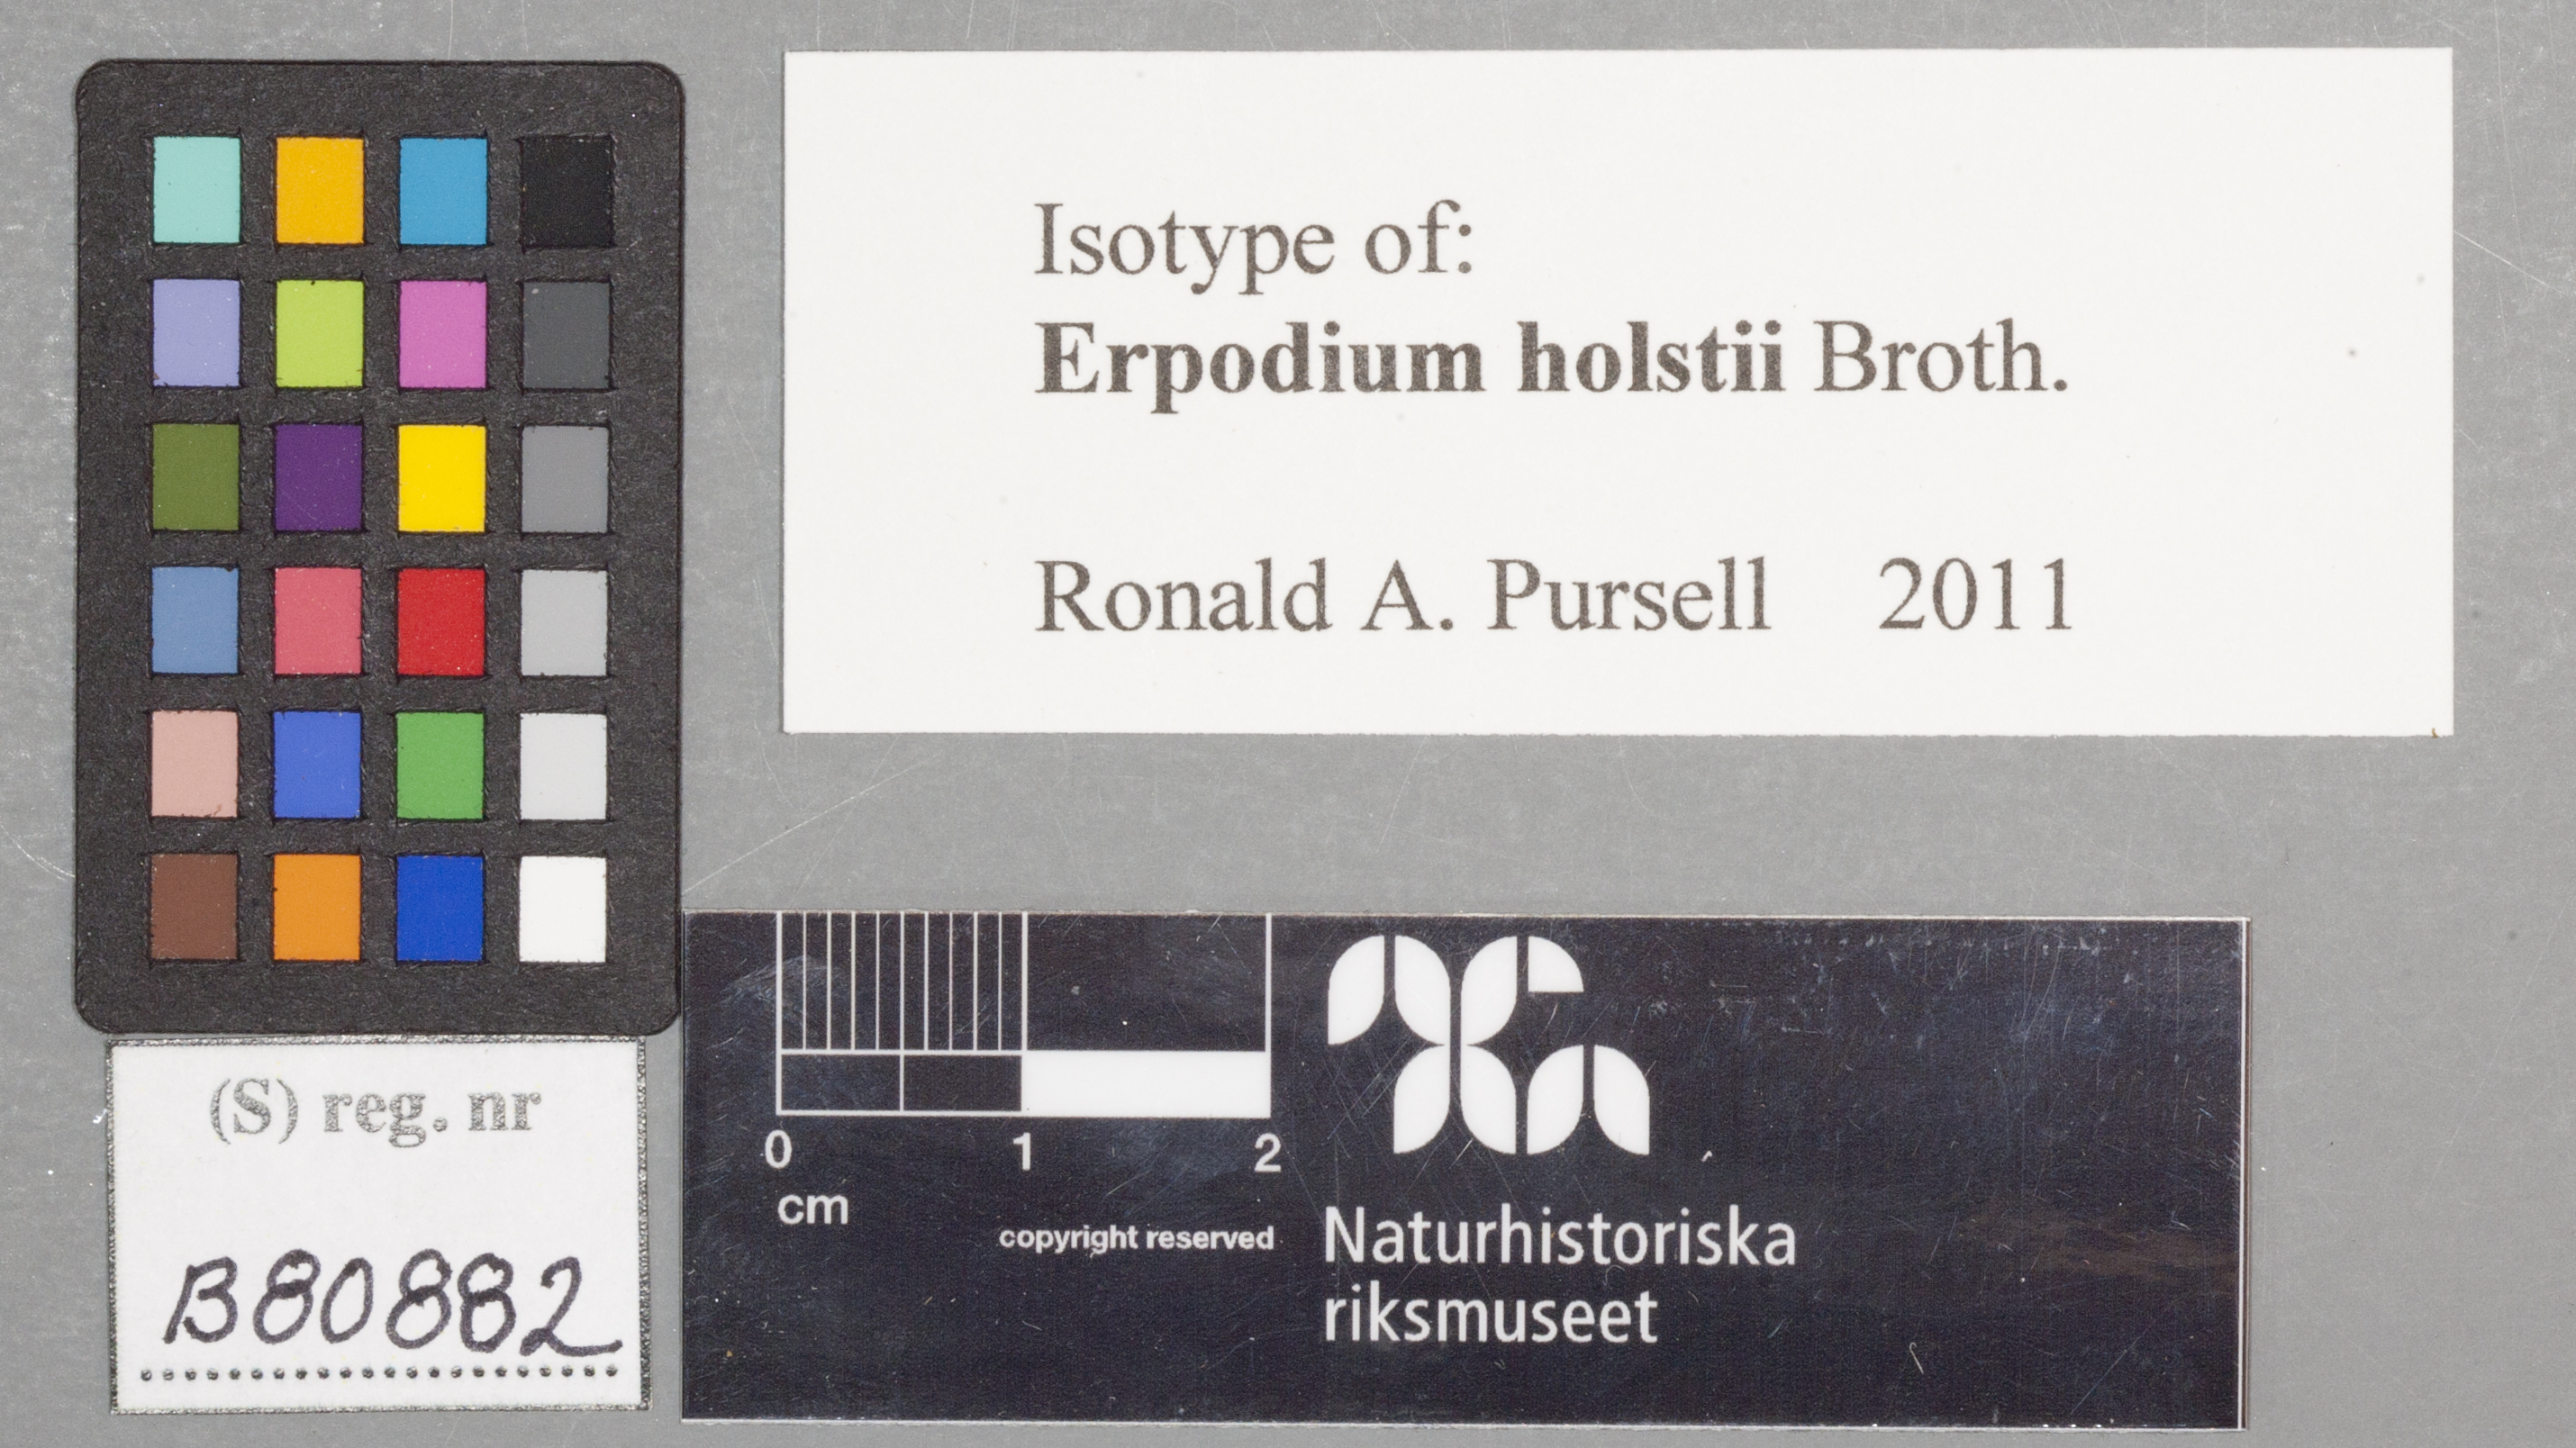 Isotype of:
Erpodium holstii Broth.
Ronald A. Pursell 2011
(S) reg. nr
B80882
0 1 2
cm
copyright reserved
Naturhistoriska
riksmuseet